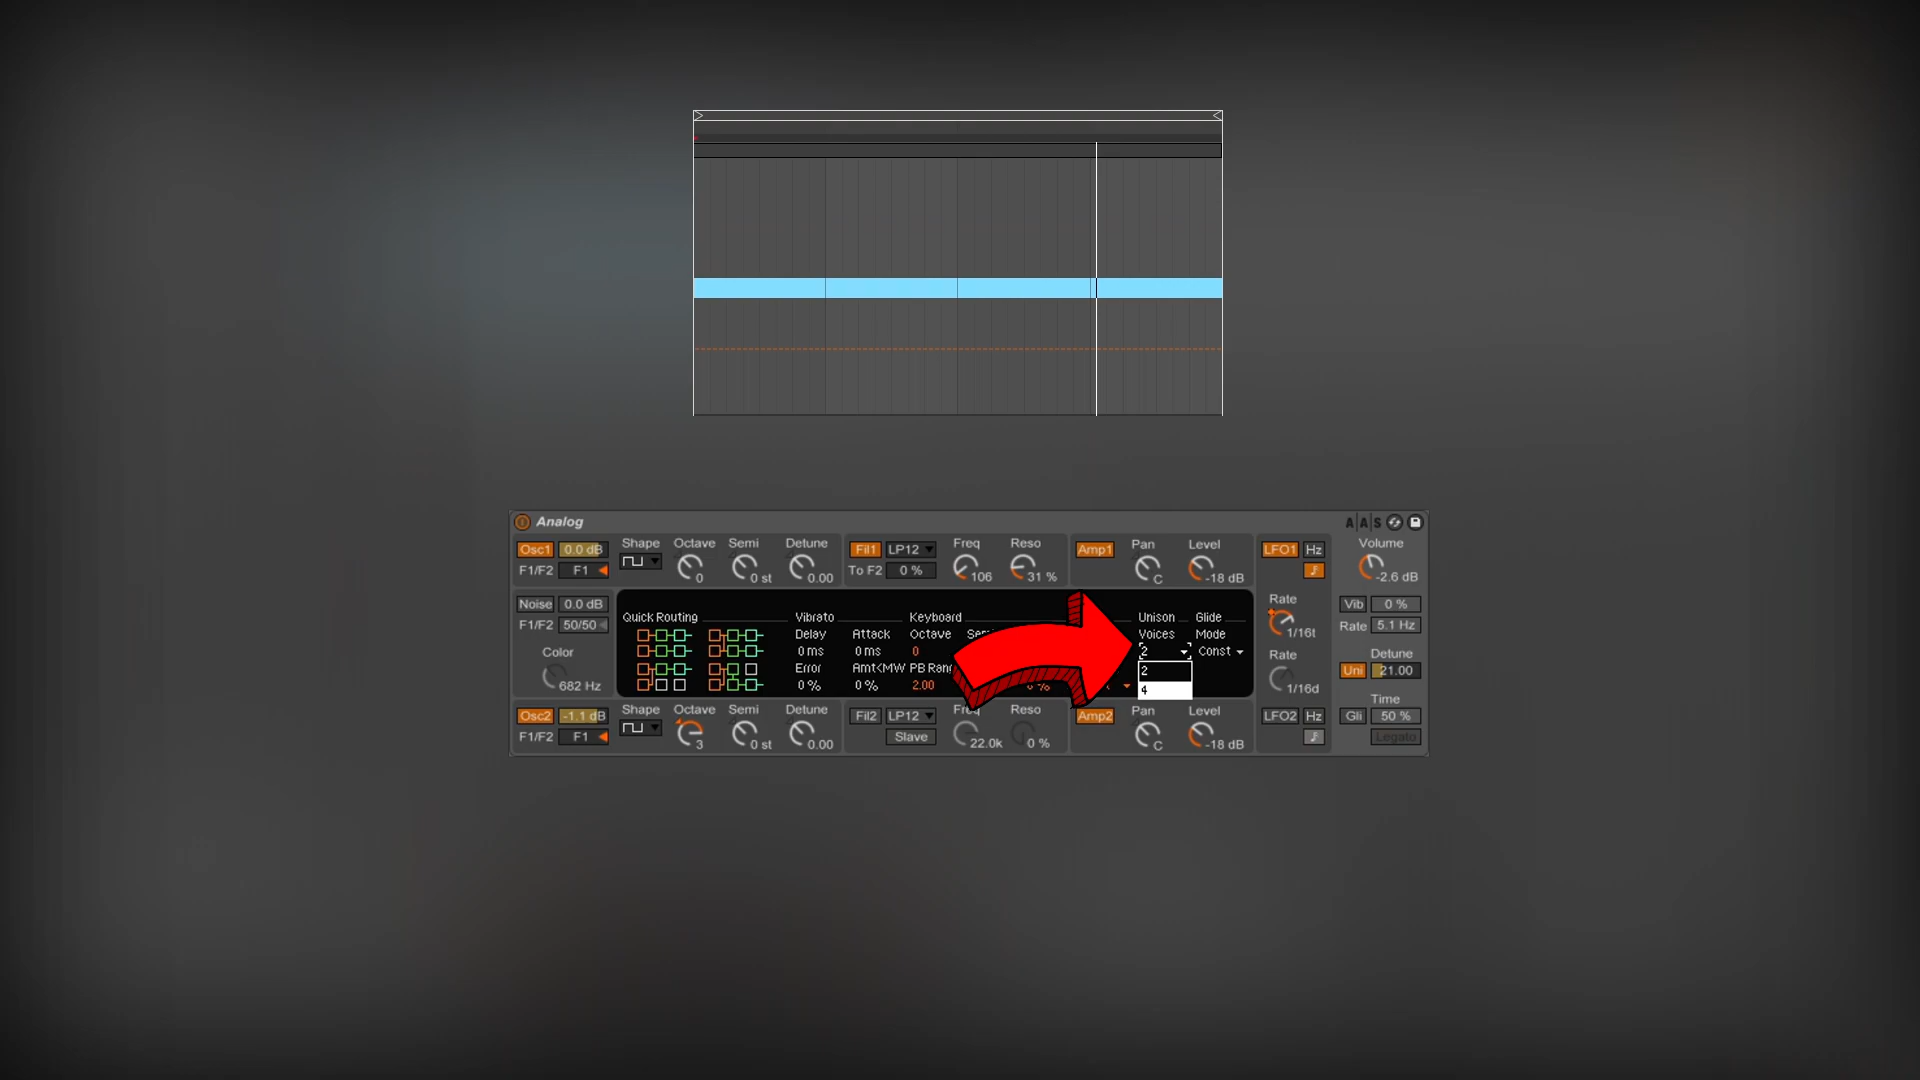 Analog AAS
Osc1 0.0 dB Shape Octave Semi Detune Fil1 LP12 Freq Reso Amp1 Pan Level LFO1 Hz Volume
F1/F2 F1 0 0 st 0.00 To F2 0 % 106 31 % C -18 dB -2.6 dB
Noise 0.0 dB Quick Routing Vibrato Keyboard Unison Glide Rate Vib 0 %
F1/F2 50/50 Delay Attack Octave Voices Mode 1/16t Rate 5.1 Hz
Color 0 ms 0 ms 0 2 Const Rate Detune
682 Hz Error Amt<MW PB 2 1/16d Uni 21.00
0 % 0 % 2.00 % 4 Time
Osc2 -1.1 dB Shape Octave Semi Detune Fil2 LP12 Freq Reso Amp2 Pan Level LFO2 Hz Gli 50 %
F1/F2 F1 3 0 st 0.00 Slave 22.0k 0 % C -18 dB Legato